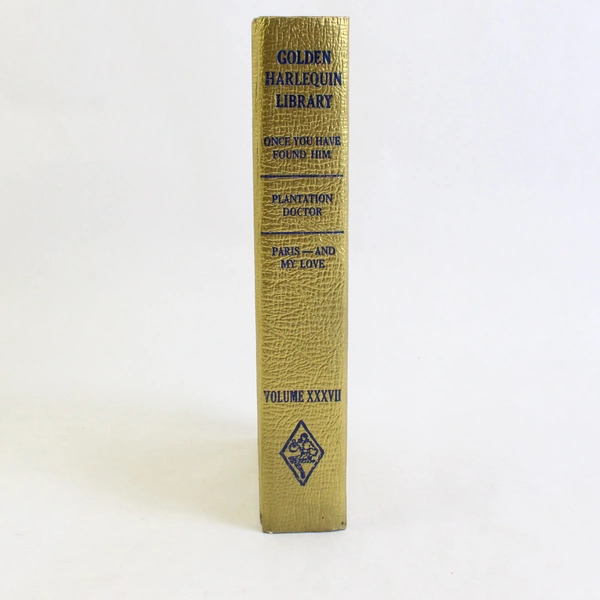 GOLDEN
HARLEQUIN
LIBRARY
ONCE YOU HAVE
FOUND HIM
PLANTATION
DOCTOR
PARIS — AND
MY LOVE
VOLUME XXXVII